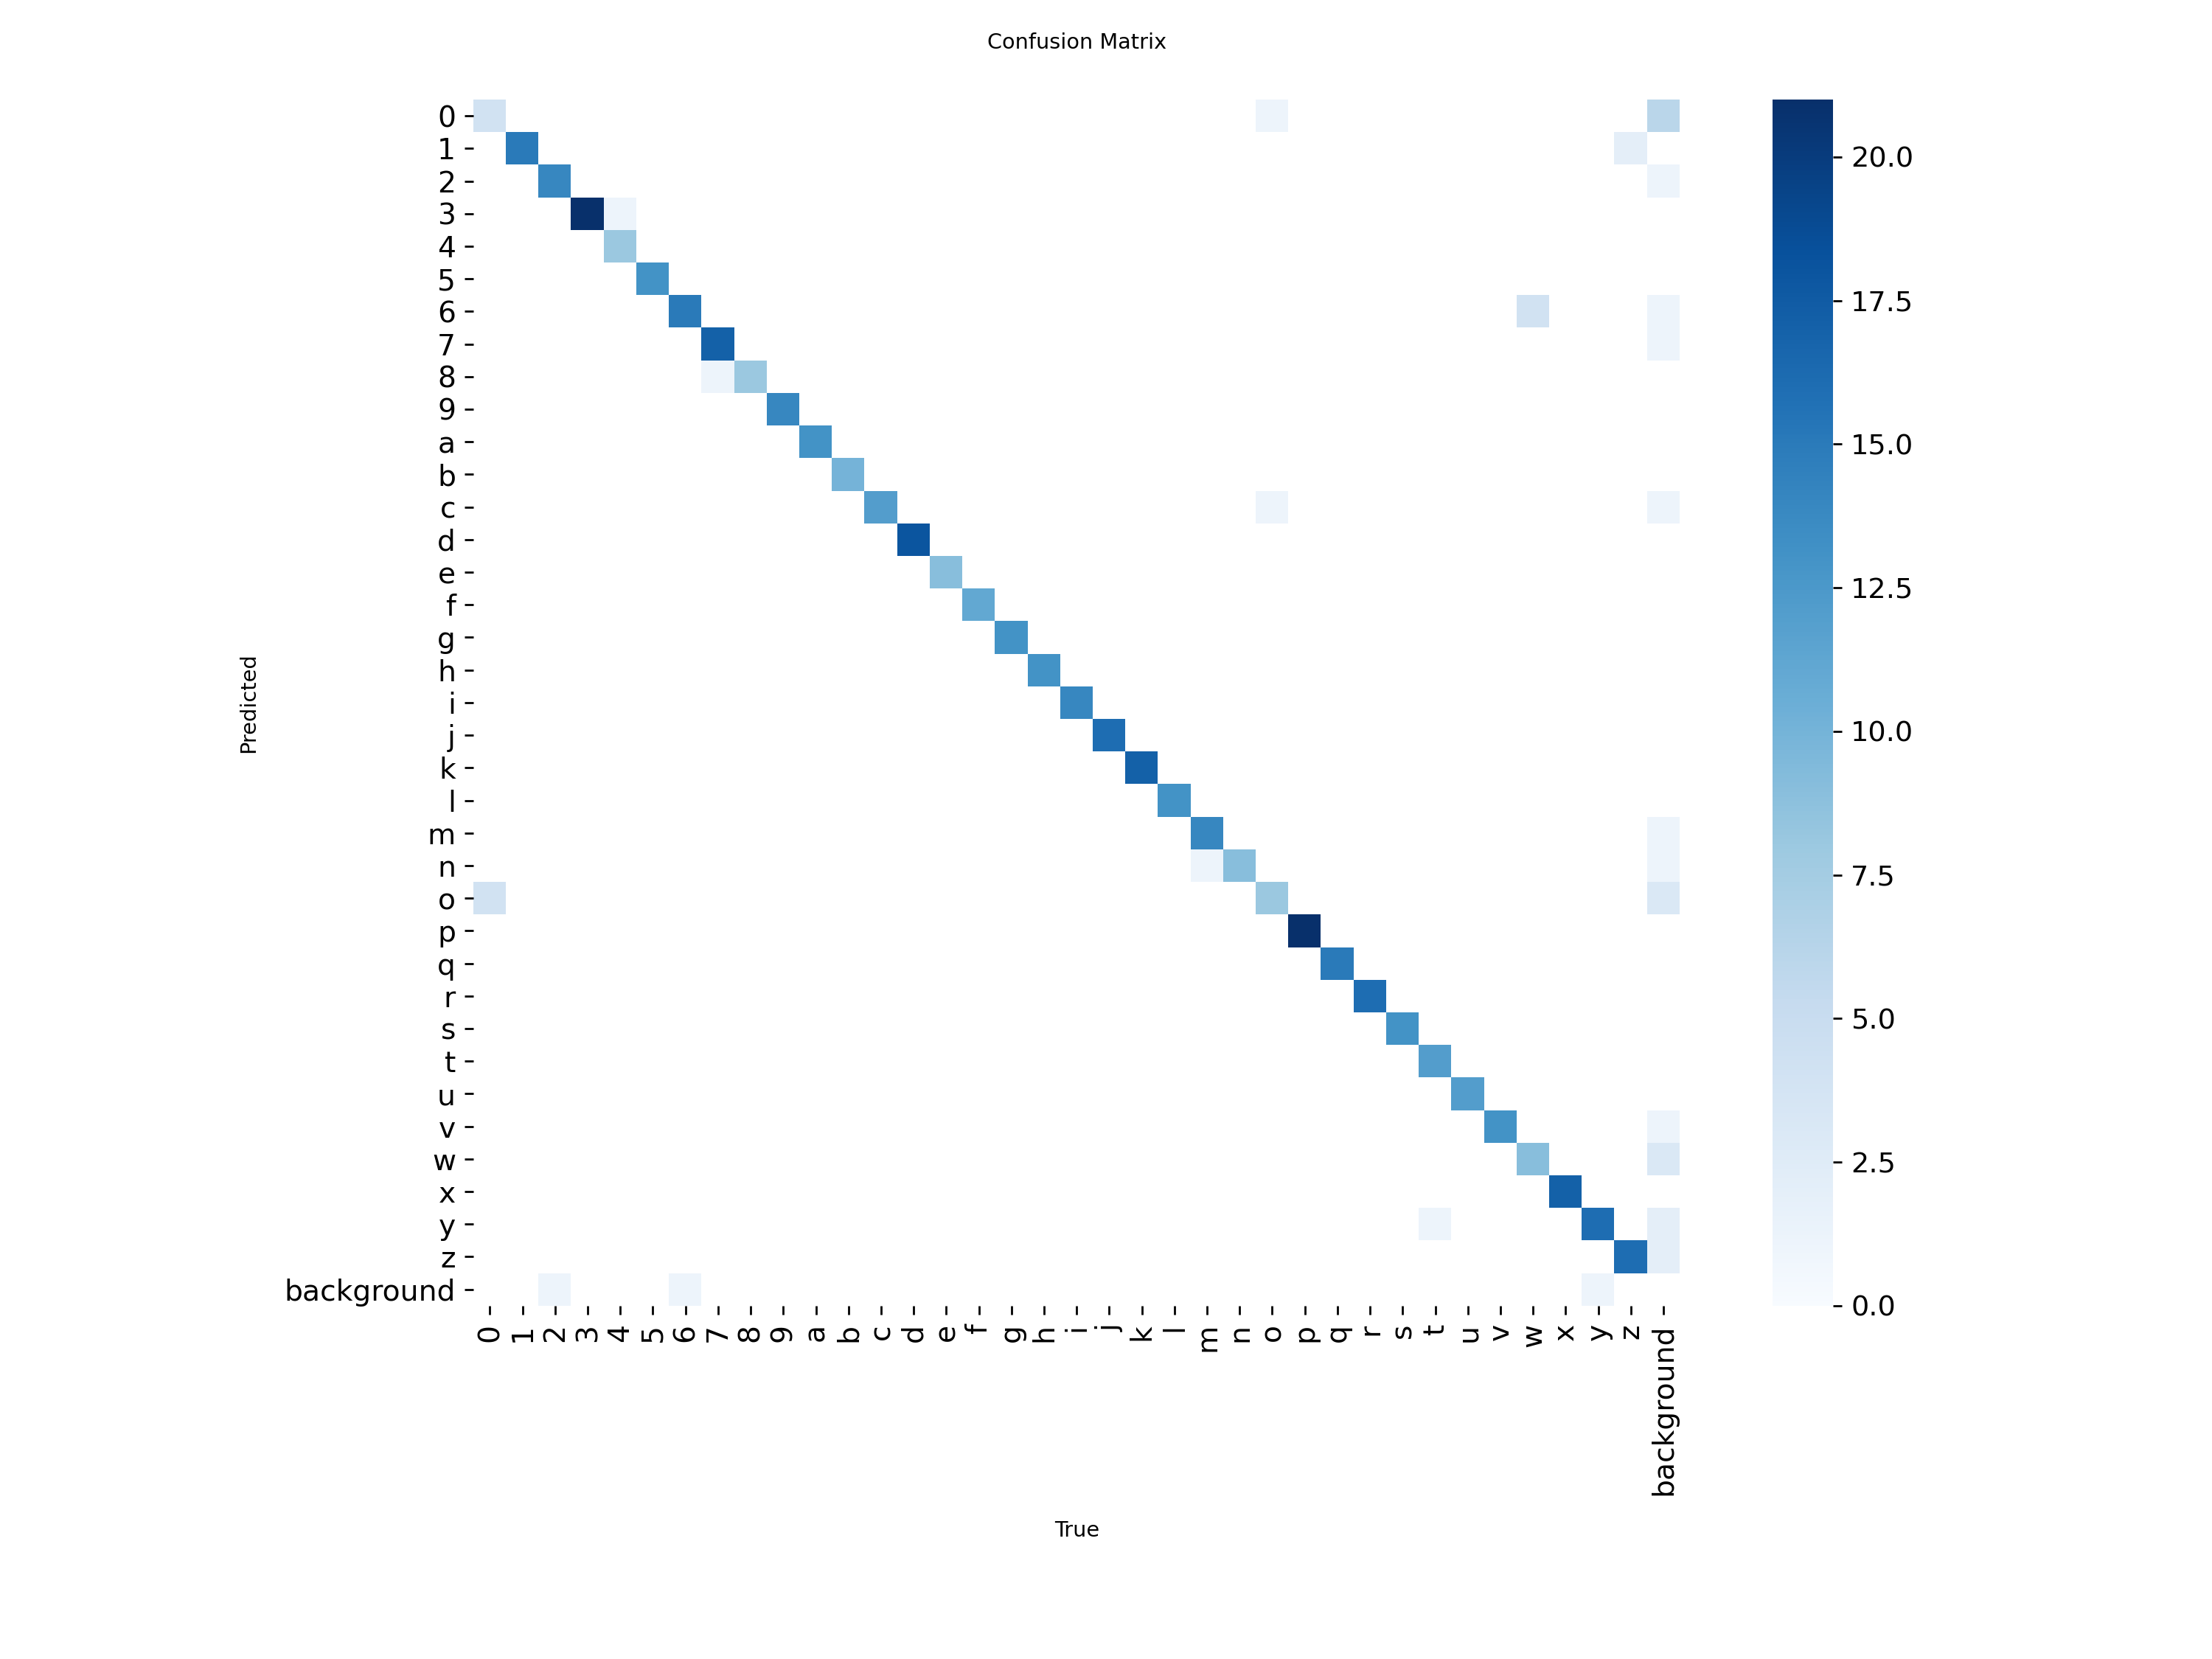 Confusion Matrix
0
1
2
3
4
5
6
7
8
9
a
b
c
d
e
f
g
h
i
j
k
l
m
n
o
p
q
r
s
t
u
v
w
x
y
z
background
Predicted
0 1 2 3 4 5 6 7 8 9 a b c d e f g h i j k l m n o p q r s t u v w x y z background
True
20.0
17.5
15.0
12.5
10.0
7.5
5.0
2.5
0.0